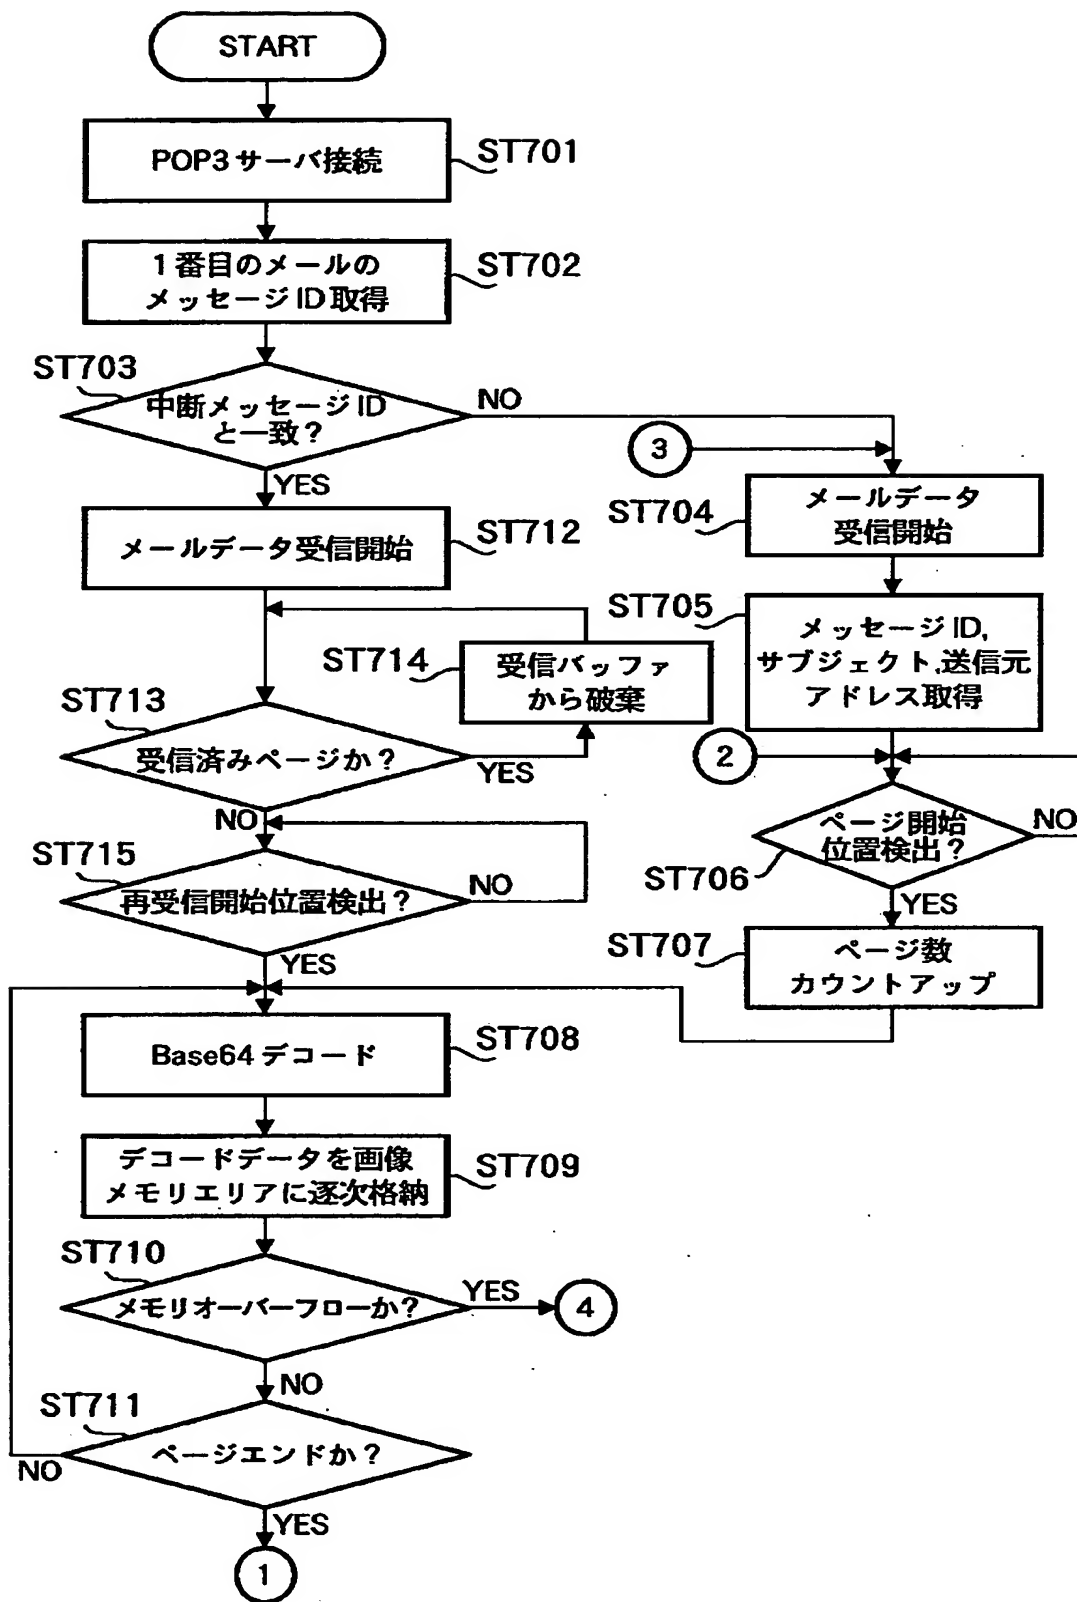 START
POP3サーバ接続
ST701
1番目のメールの
メッセージID取得
ST702
ST703
中断メッセージID
と一致?
NO
YES
3
メールデータ
受信開始
ST704
メールデータ受信開始
ST712
ST705
メッセージID,
サブジェクト,送信元
アドレス取得
ST714
受信バッファ
から破棄
ST713
受信済みページか?
YES
NO
2
ページ開始
位置検出?
NO
ST706
YES
ST715
再受信開始位置検出?
NO
YES
ST707
ページ数
カウントアップ
Base64デコード
ST708
デコードデータを画像
メモリエリアに逐次格納
ST709
ST710
メモリオーバーフローか?
YES
4
NO
ST711
ページエンドか?
NO
YES
1